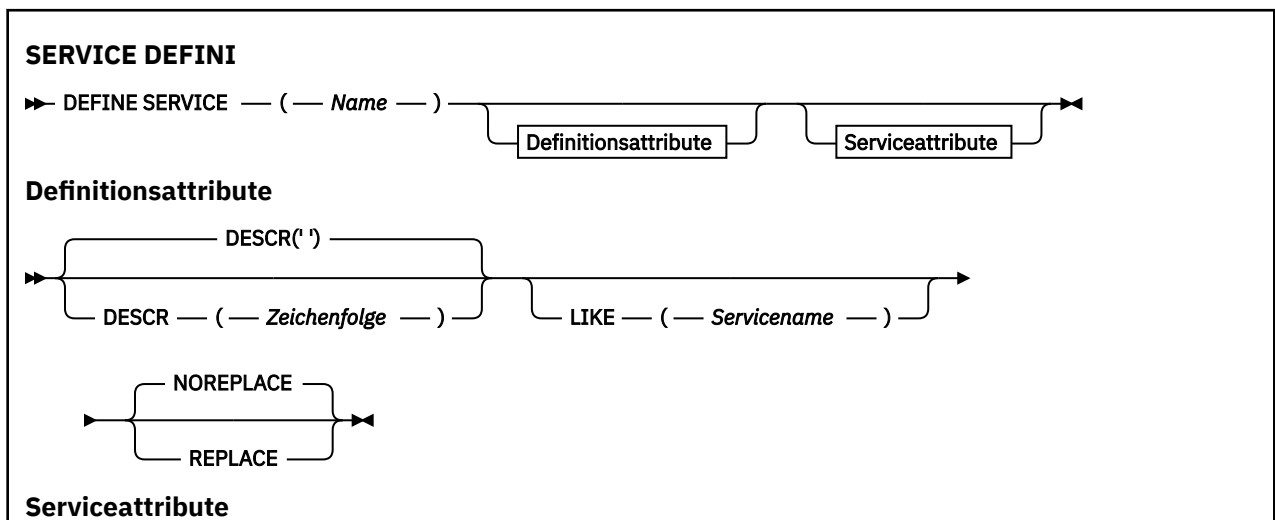 SERVICE DEFINI
DEFINE SERVICE ( Name )
Definitionsattribute Serviceattribute
Definitionsattribute
DESCR(' ')
DESCR ( Zeichenfolge ) LIKE ( Servicename )
NOREPLACE
REPLACE
Serviceattribute